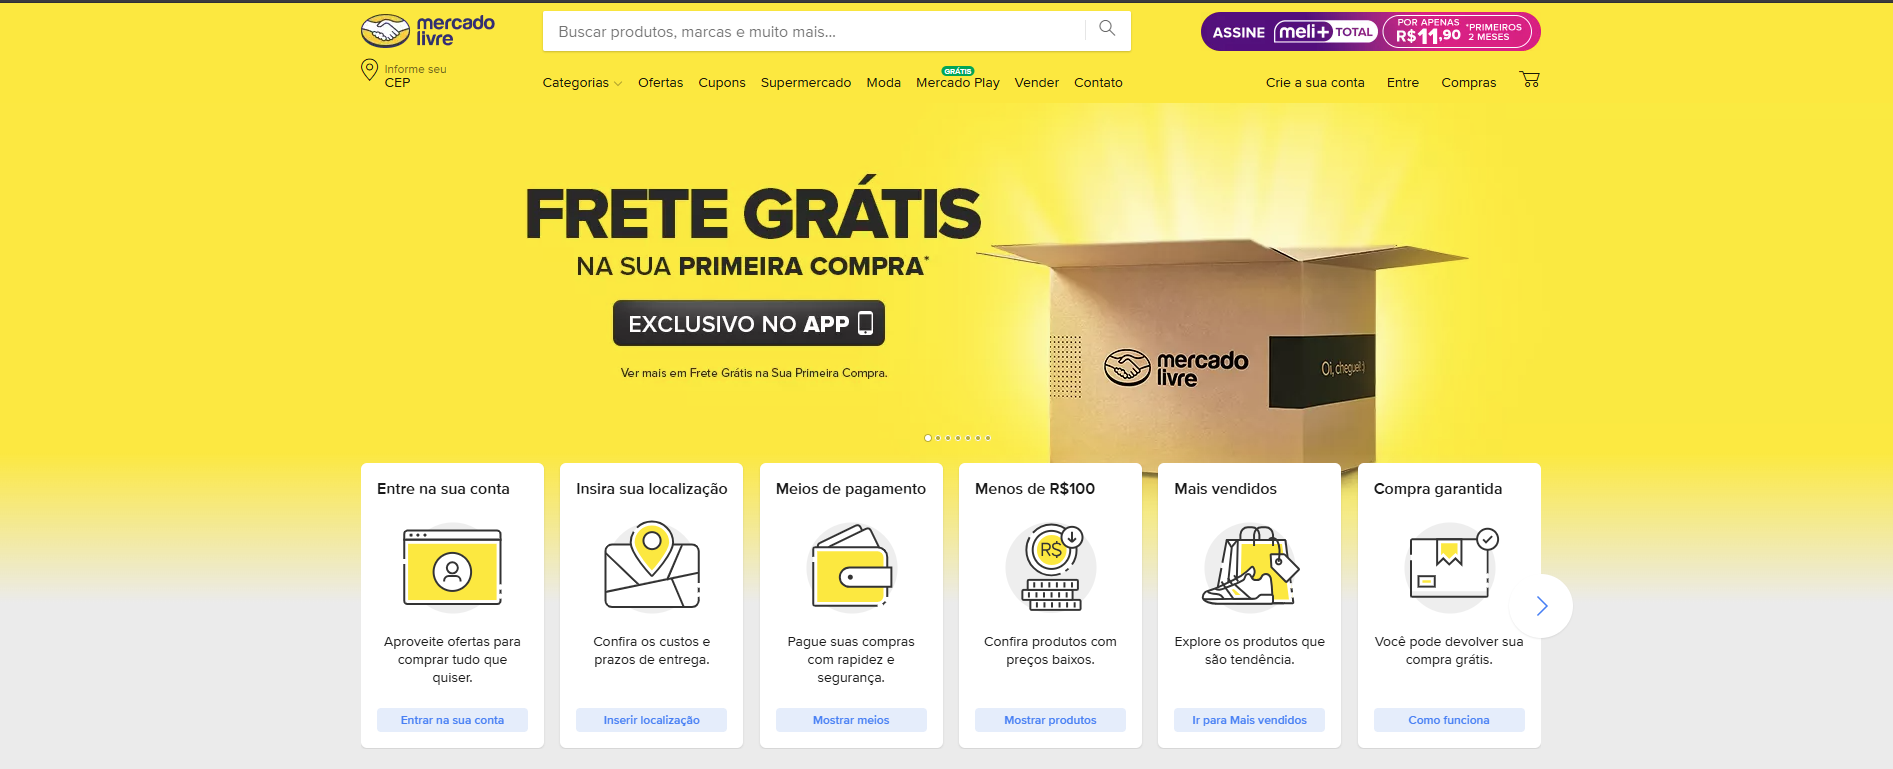 mercado
livre
Buscar produtos, marcas e muito mais...
ASSINE meli+ TOTAL POR APENAS R$11,90 *PRIMEIROS 2 MESES
Informe seu
CEP
GRÁTIS
Categorias Ofertas Cupons Supermercado Moda Mercado Play Vender Contato
Crie a sua conta Entre Compras
FRETE GRÁTIS
NA SUA PRIMEIRA COMPRA*
EXCLUSIVO NO APP
Ver mais em Frete Grátis na Sua Primeira Compra.
mercado
livre
Oi, cheguei! :)
Entre na sua conta
Aproveite ofertas para
comprar tudo que
quiser.
Entrar na sua conta
Insira sua localização
Confira os custos e
prazos de entrega.
Inserir localização
Meios de pagamento
Pague suas compras
com rapidez e
segurança.
Mostrar meios
Menos de R$100
R$
Confira produtos com
preços baixos.
Mostrar produtos
Mais vendidos
Explore os produtos que
são tendência.
Ir para Mais vendidos
Compra garantida
Você pode devolver sua
compra grátis.
Como funciona